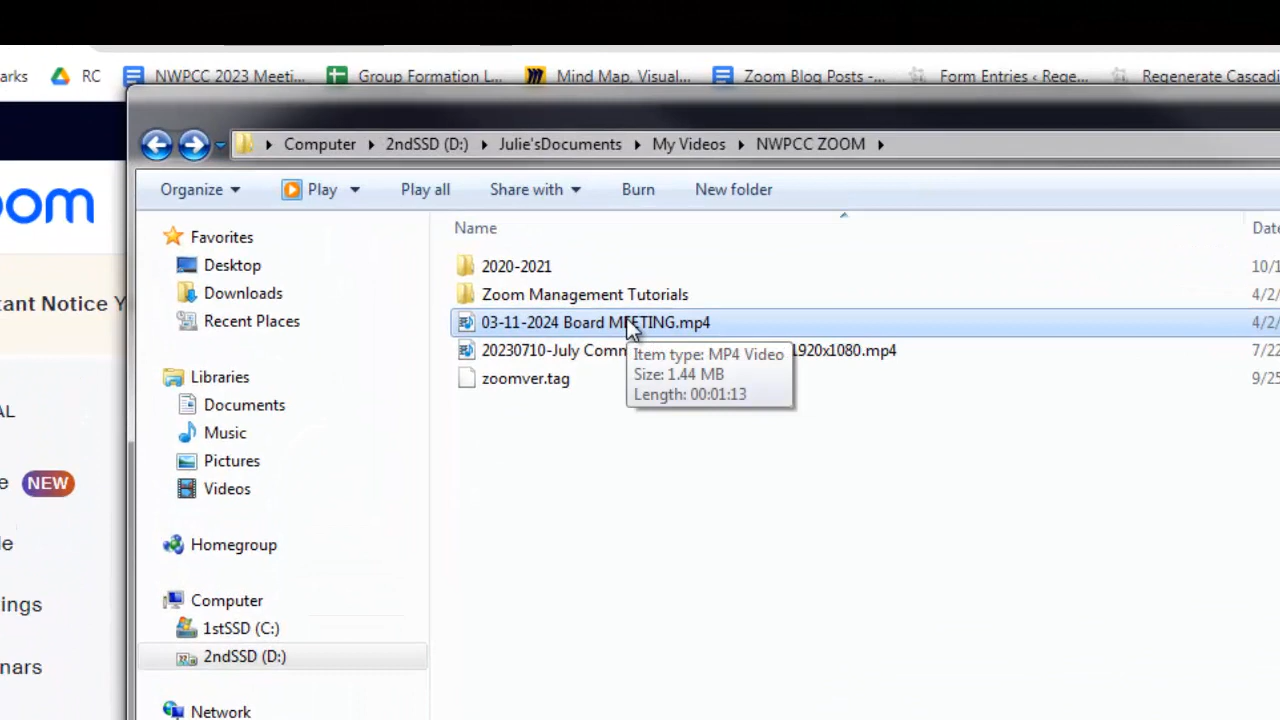 arks RC NWPCC 2023 Meeti... Group Formation L... Mind Map, Visual... Zoom Blog Posts -... Form Entries ‹ Rege... Regenerate Cascadi
Computer 2ndSSD (D:) Julie'sDocuments My Videos NWPCC ZOOM
Organize Play Play all Share with Burn New folder
oom
tant Notice Y
AL
e NEW
le
ings
nars
Favorites
Desktop
Downloads
Recent Places
Libraries
Documents
Music
Pictures
Videos
Homegroup
Computer
1stSSD (C:)
2ndSSD (D:)
Network
Name Date
2020-2021 10/1
Zoom Management Tutorials 4/2/
03-11-2024 Board MEETING.mp4 4/2/
20230710-July Comm 1920x1080.mp4 7/22
zoomver.tag 9/25
Item type: MP4 Video
Size: 1.44 MB
Length: 00:01:13